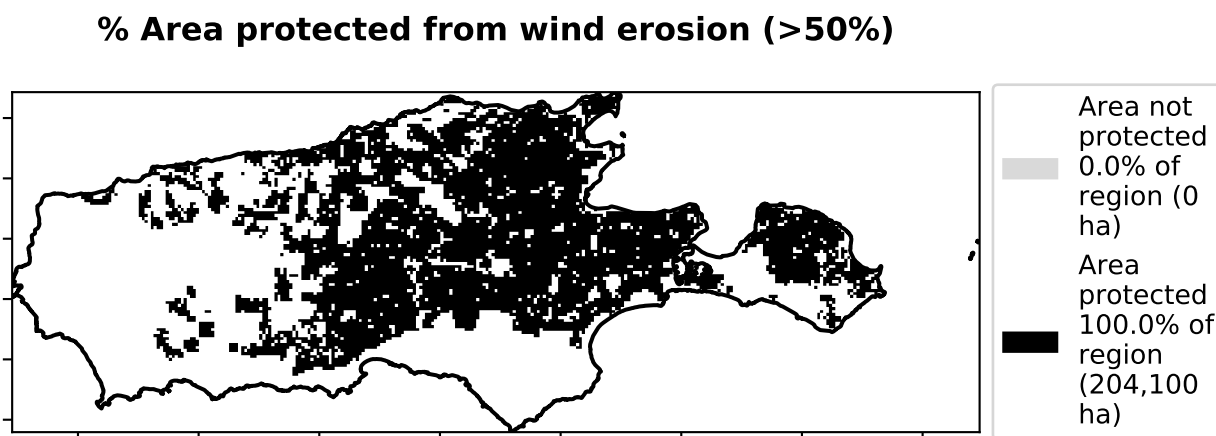 % Area protected from wind erosion (>50%)
Area not
protected
0.0% of
region (0
ha)
Area
protected
100.0% of
region
(204,100
ha)